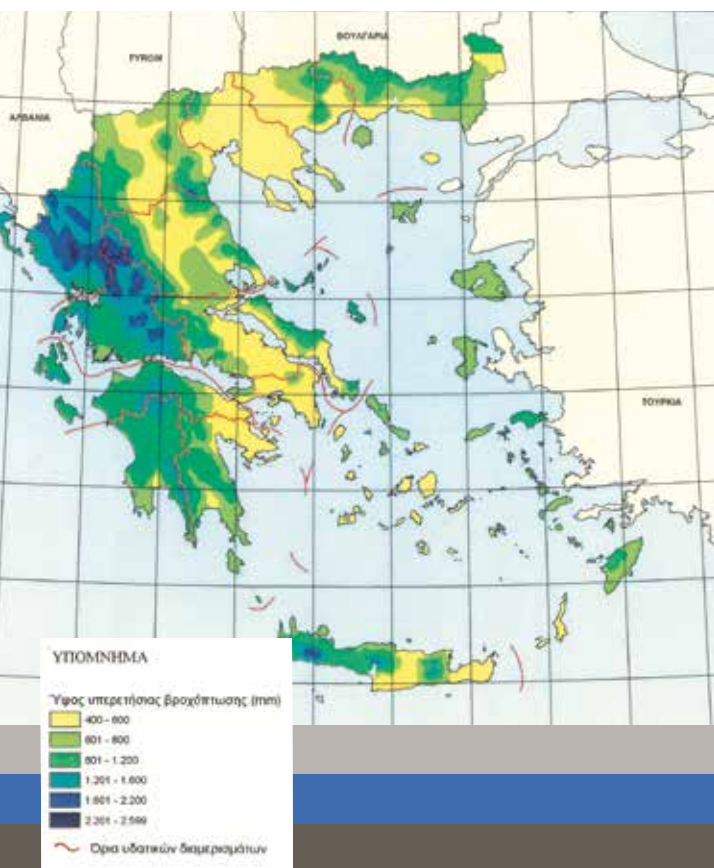 ΒΟΥΛΓΑΡΙΑ
FYROM
ΑΛΒΑΝΙΑ
ΤΟΥΡΚΙΑ
ΥΠΟΜΝΗΜΑ
Ύψος υπερετήσιας βροχόπτωσης (mm)
400 - 600
601 - 800
801 - 1.200
1.201 - 1.600
1.601 - 2.200
2.201 - 2.599
Όρια υδατικών διαμερισμάτων